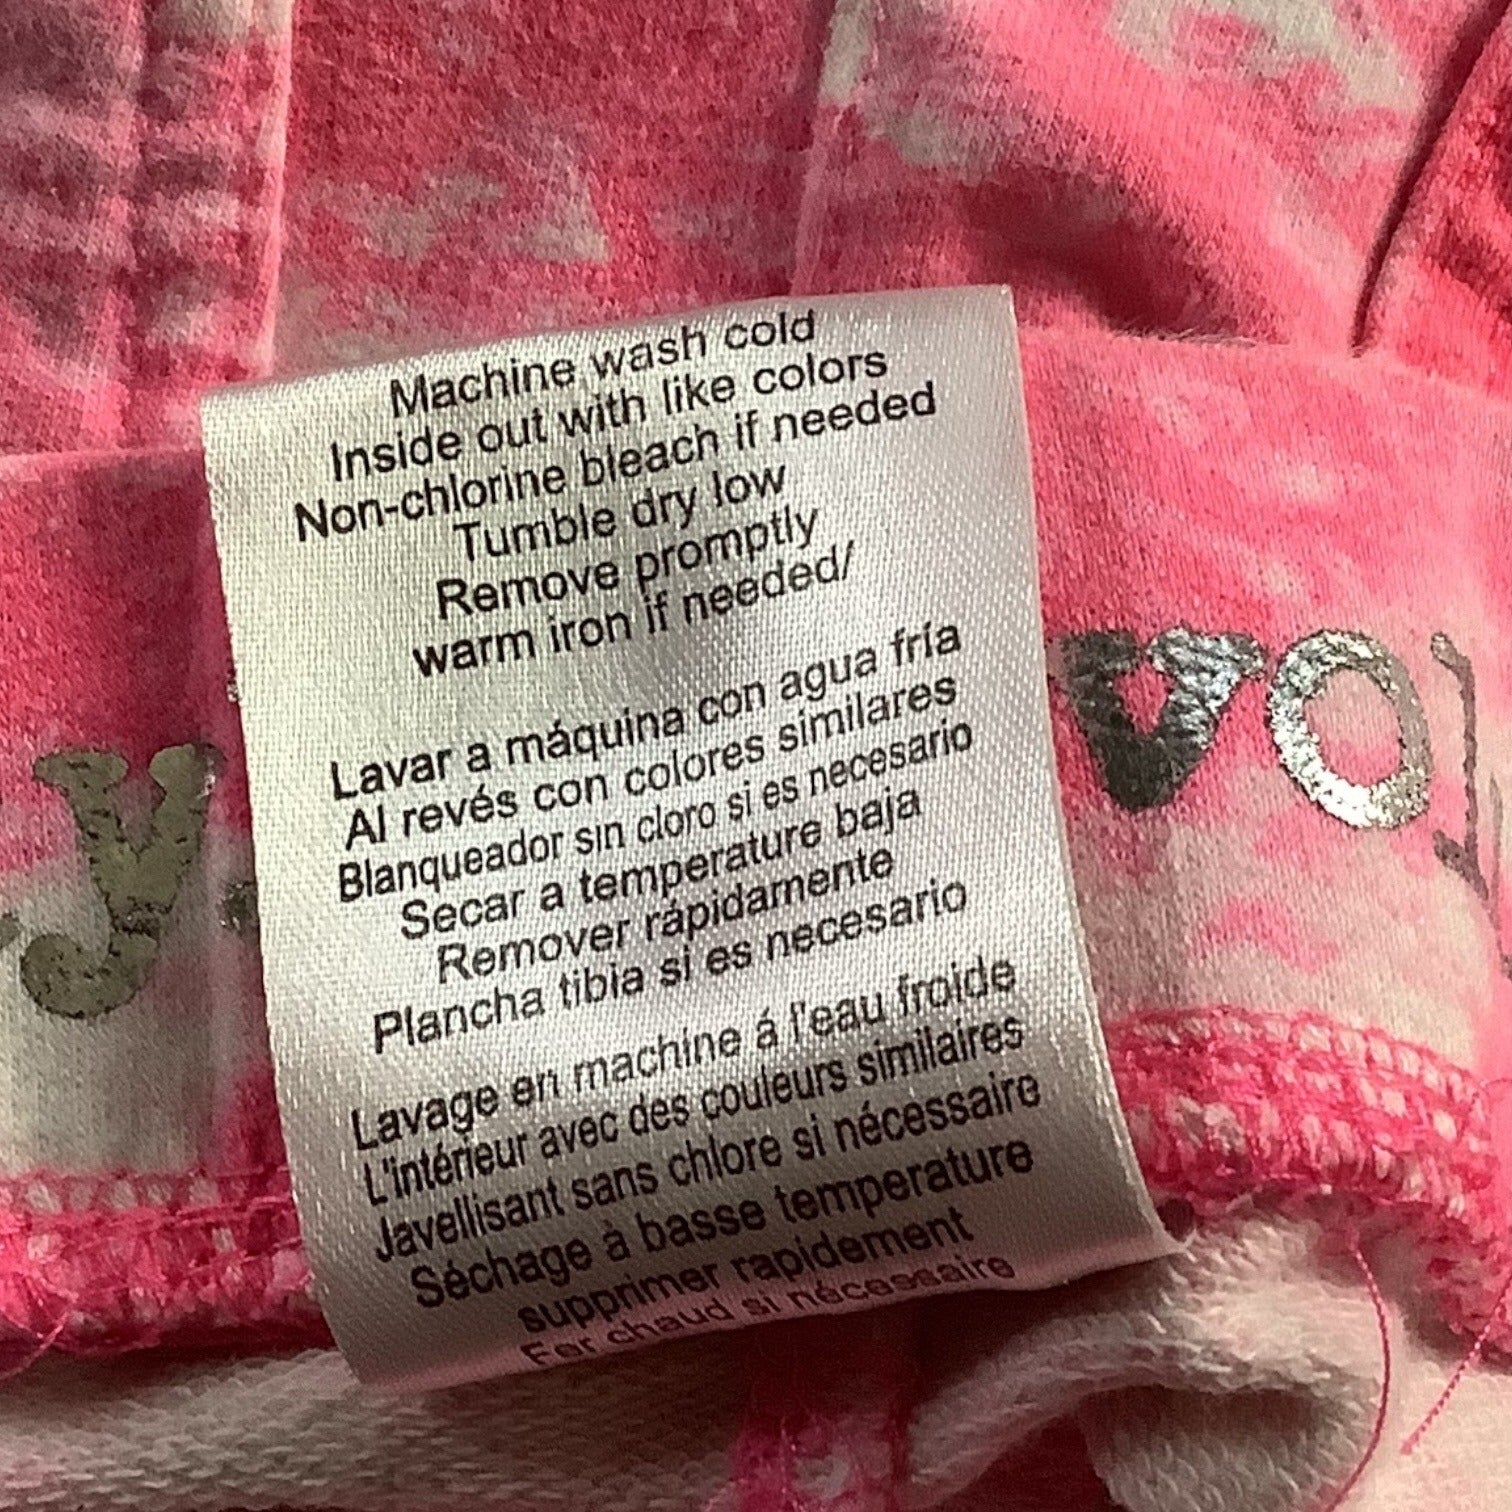 Machine wash cold
Inside out with like colors
Non-chlorine bleach if needed
Tumble dry low
Remove promptly
warm iron if needed/
Lavar a máquina con agua fría
Al revés con colores similares
Blanqueador sin cloro si es necesario
Secar a temperature baja
Remover rápidamente
Plancha tibia si es necesario
Lavage en machine á l'eau froide
L'intérieur avec des couleurs similaires
Javellisant sans chlore si nécessaire
Séchage à basse temperature
supprimer rapidement
Fer chaud si nécessaire
y
vo